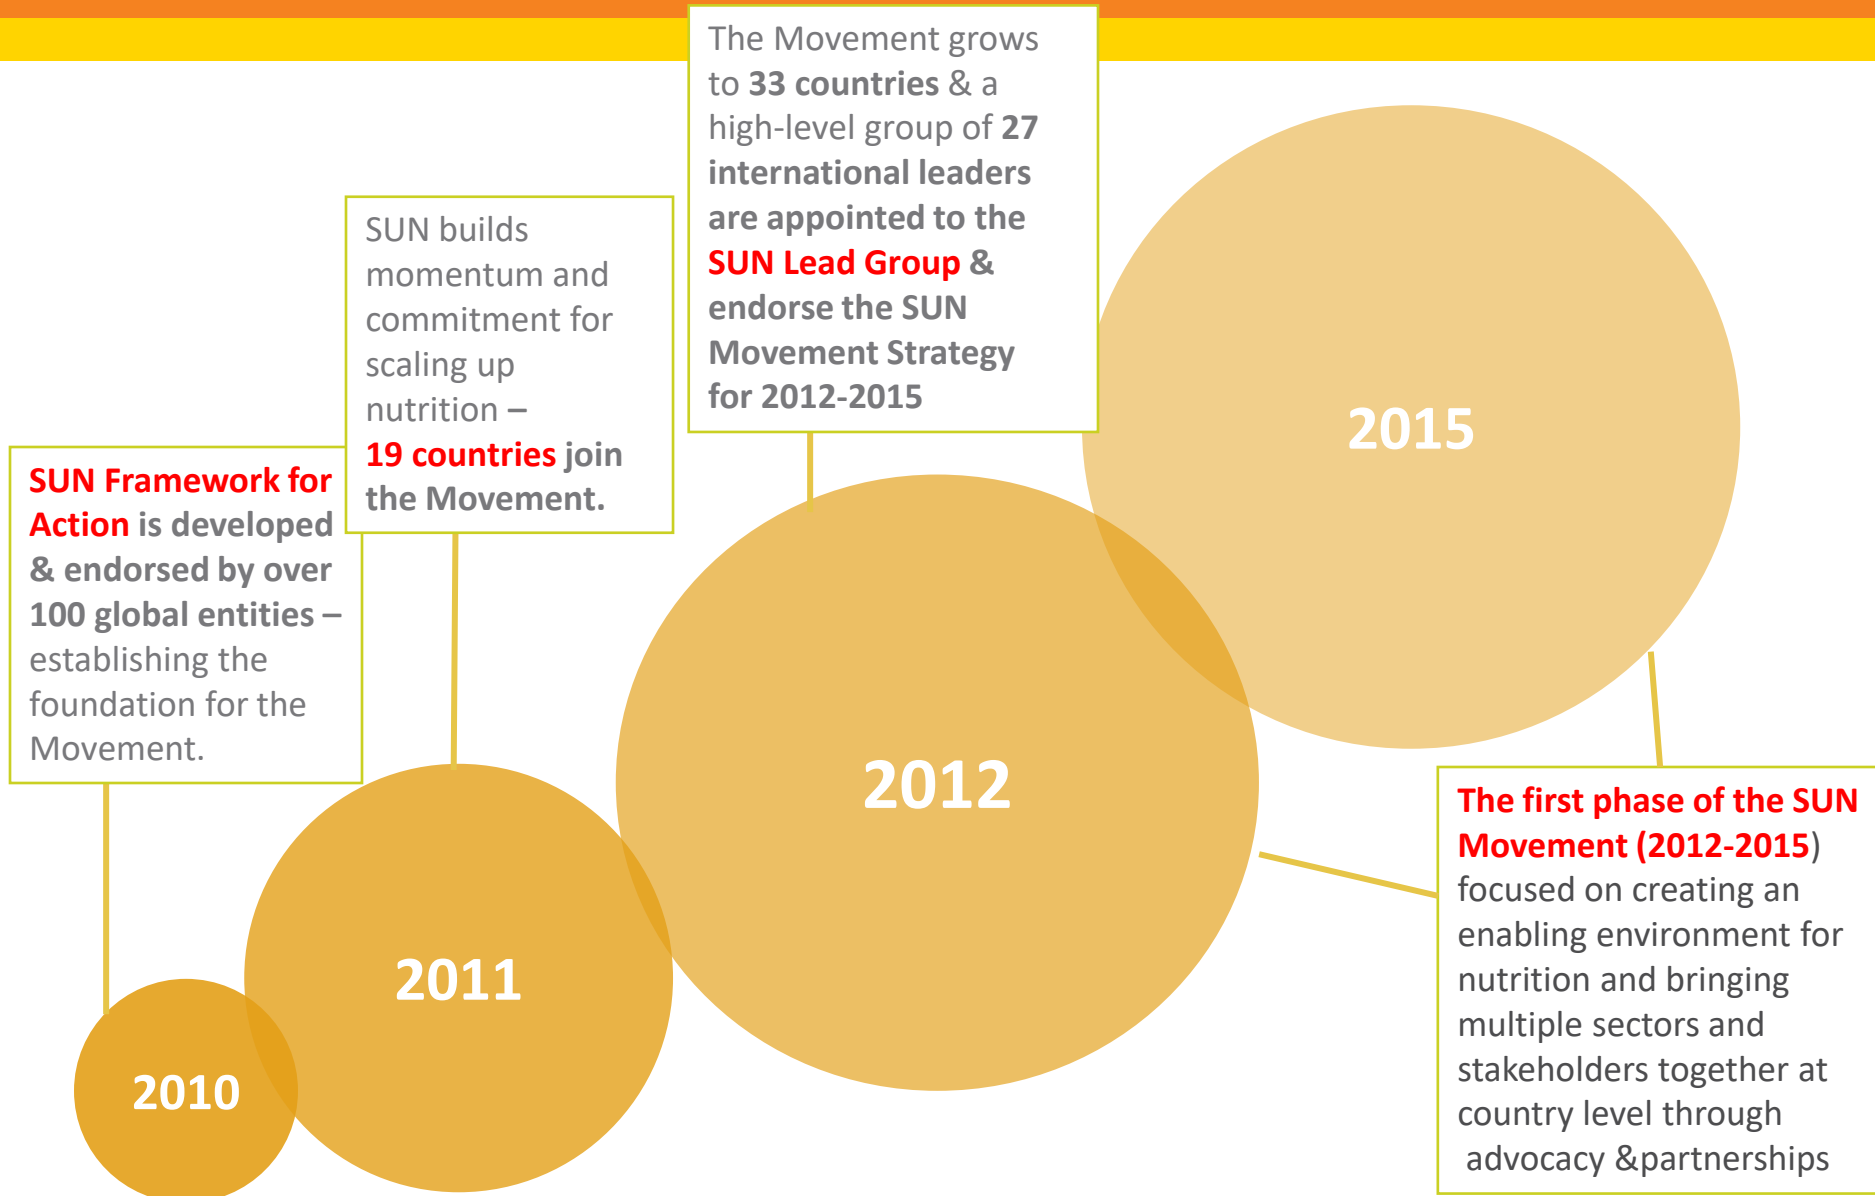 The Movement grows
to 33 countries & a
high-level group of 27
international leaders
are appointed to the
SUN Lead Group &
endorse the SUN
Movement Strategy
for 2012-2015
SUN builds
momentum and
commitment for
scaling up
nutrition –
19 countries join
the Movement.
SUN Framework for
Action is developed
& endorsed by over
100 global entities –
establishing the
foundation for the
Movement.
2015
2012
2011
2010
The first phase of the SUN
Movement (2012-2015)
focused on creating an
enabling environment for
nutrition and bringing
multiple sectors and
stakeholders together at
country level through
advocacy &partnerships